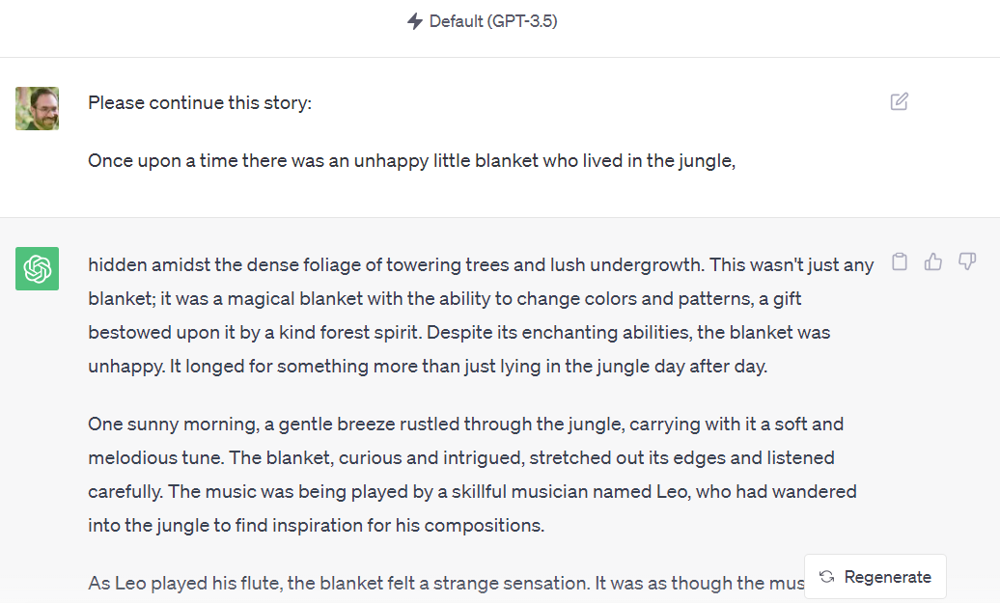 Default (GPT-3.5)
Please continue this story:
Once upon a time there was an unhappy little blanket who lived in the jungle,
hidden amidst the dense foliage of towering trees and lush undergrowth. This wasn't just any
blanket; it was a magical blanket with the ability to change colors and patterns, a gift
bestowed upon it by a kind forest spirit. Despite its enchanting abilities, the blanket was
unhappy. It longed for something more than just lying in the jungle day after day.
One sunny morning, a gentle breeze rustled through the jungle, carrying with it a soft and
melodious tune. The blanket, curious and intrigued, stretched out its edges and listened
carefully. The music was being played by a skillful musician named Leo, who had wandered
into the jungle to find inspiration for his compositions.
As Leo played his flute, the blanket felt a strange sensation. It was as though the
Regenerate